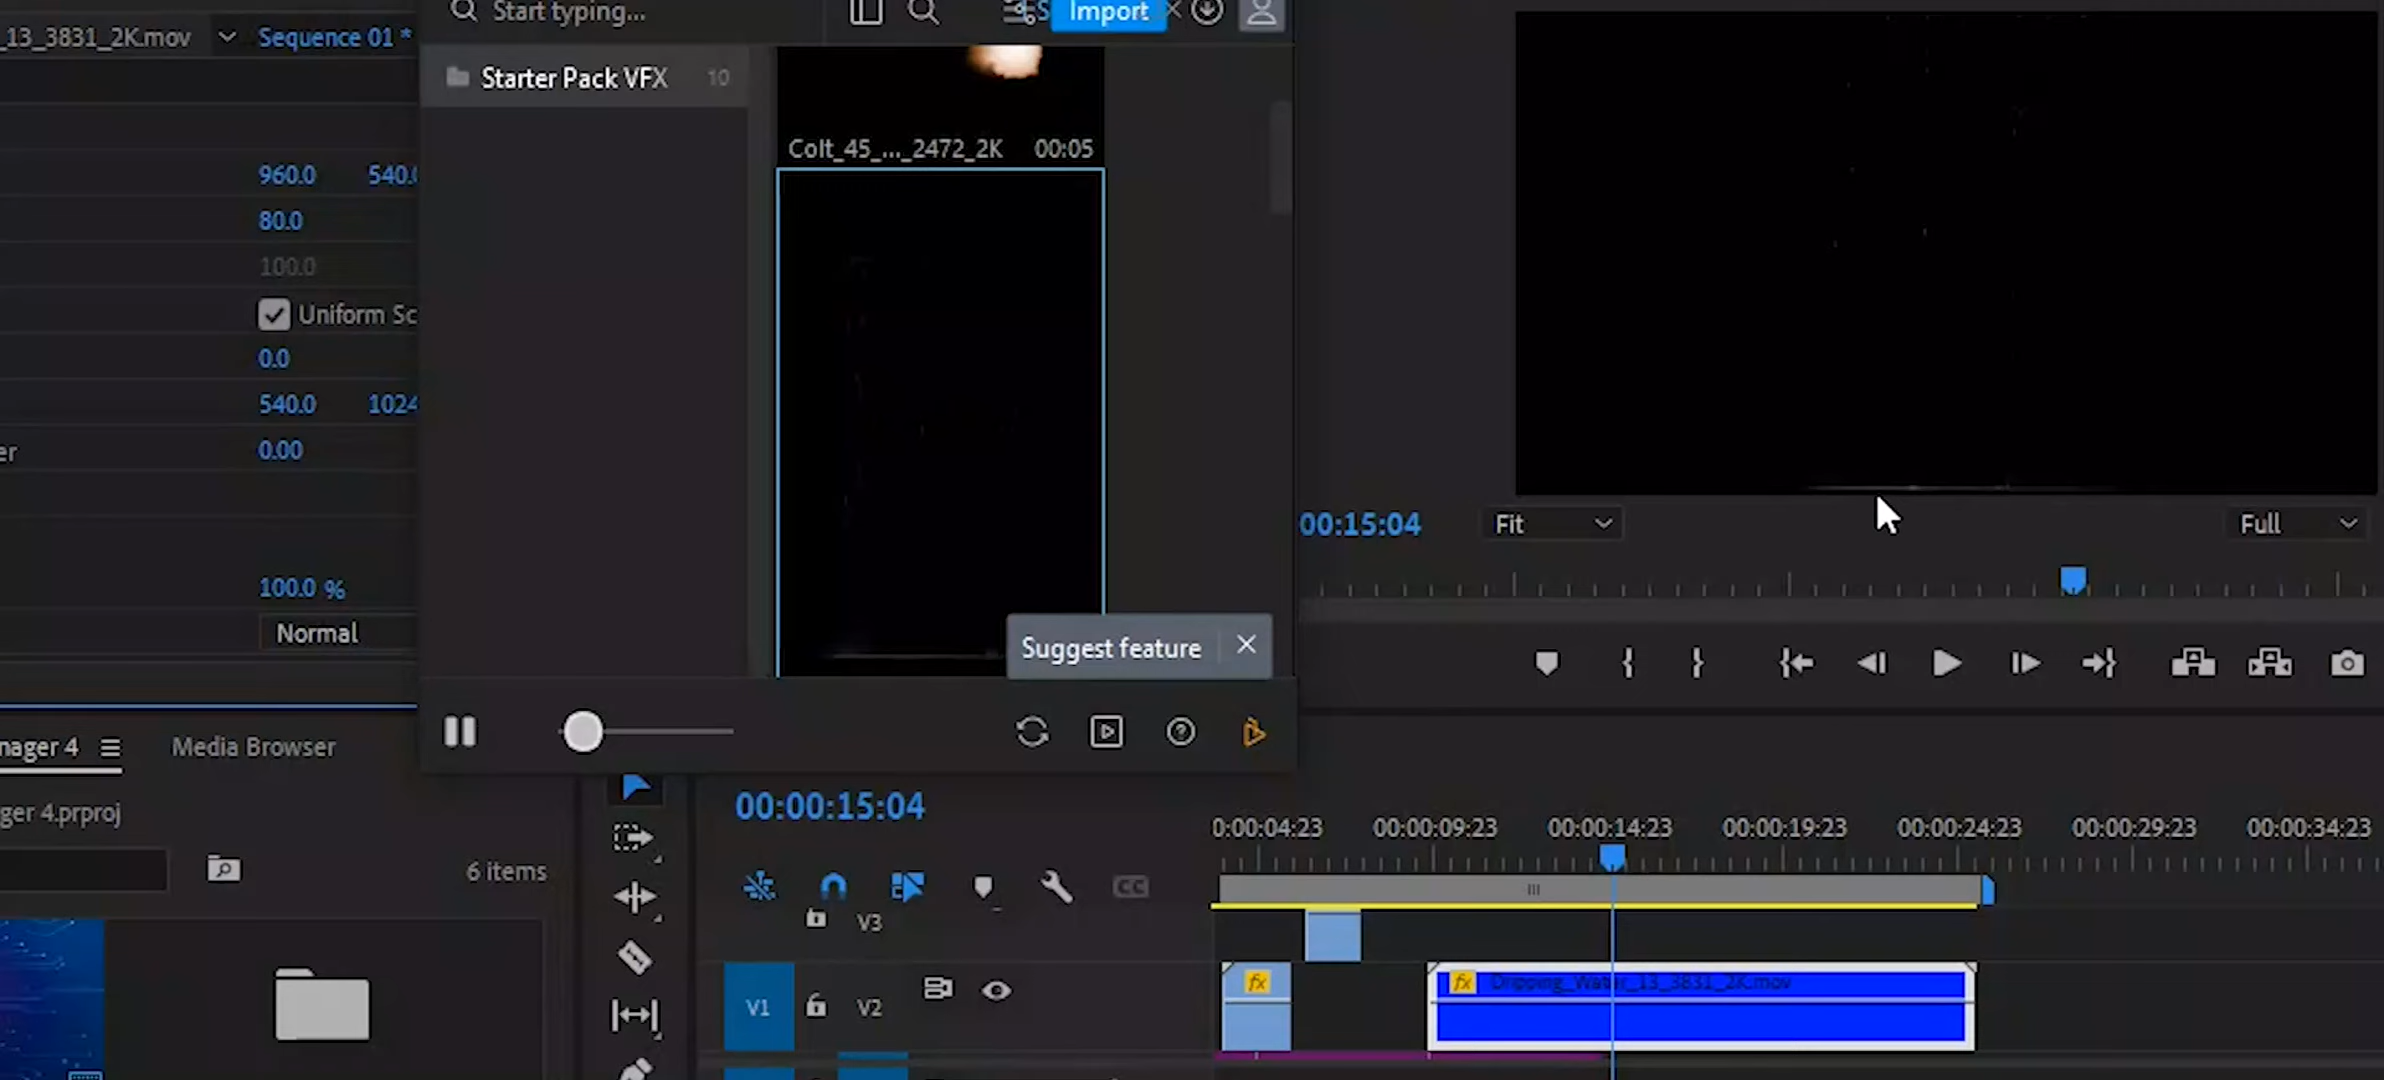 Start typing...
Import
_13_3831_2K.mov
Sequence 01 *
Starter Pack VFX 10
Colt_45_..._2472_2K 00:05
960.0 540.0
80.0
100.0
Uniform Sc
0.0
540.0 1024
er
0.00
100.0 %
Normal
Suggest feature
00:15:04
Fit
Full
nager 4
Media Browser
ger 4.prproj
6 items
00:00:15:04
0:00:04:23 00:00:09:23 00:00:14:23 00:00:19:23 00:00:24:23 00:00:29:23 00:00:34:23
CC
V3
V1 V2
fx
fx Dripping_Water_13_3831_2K.mov